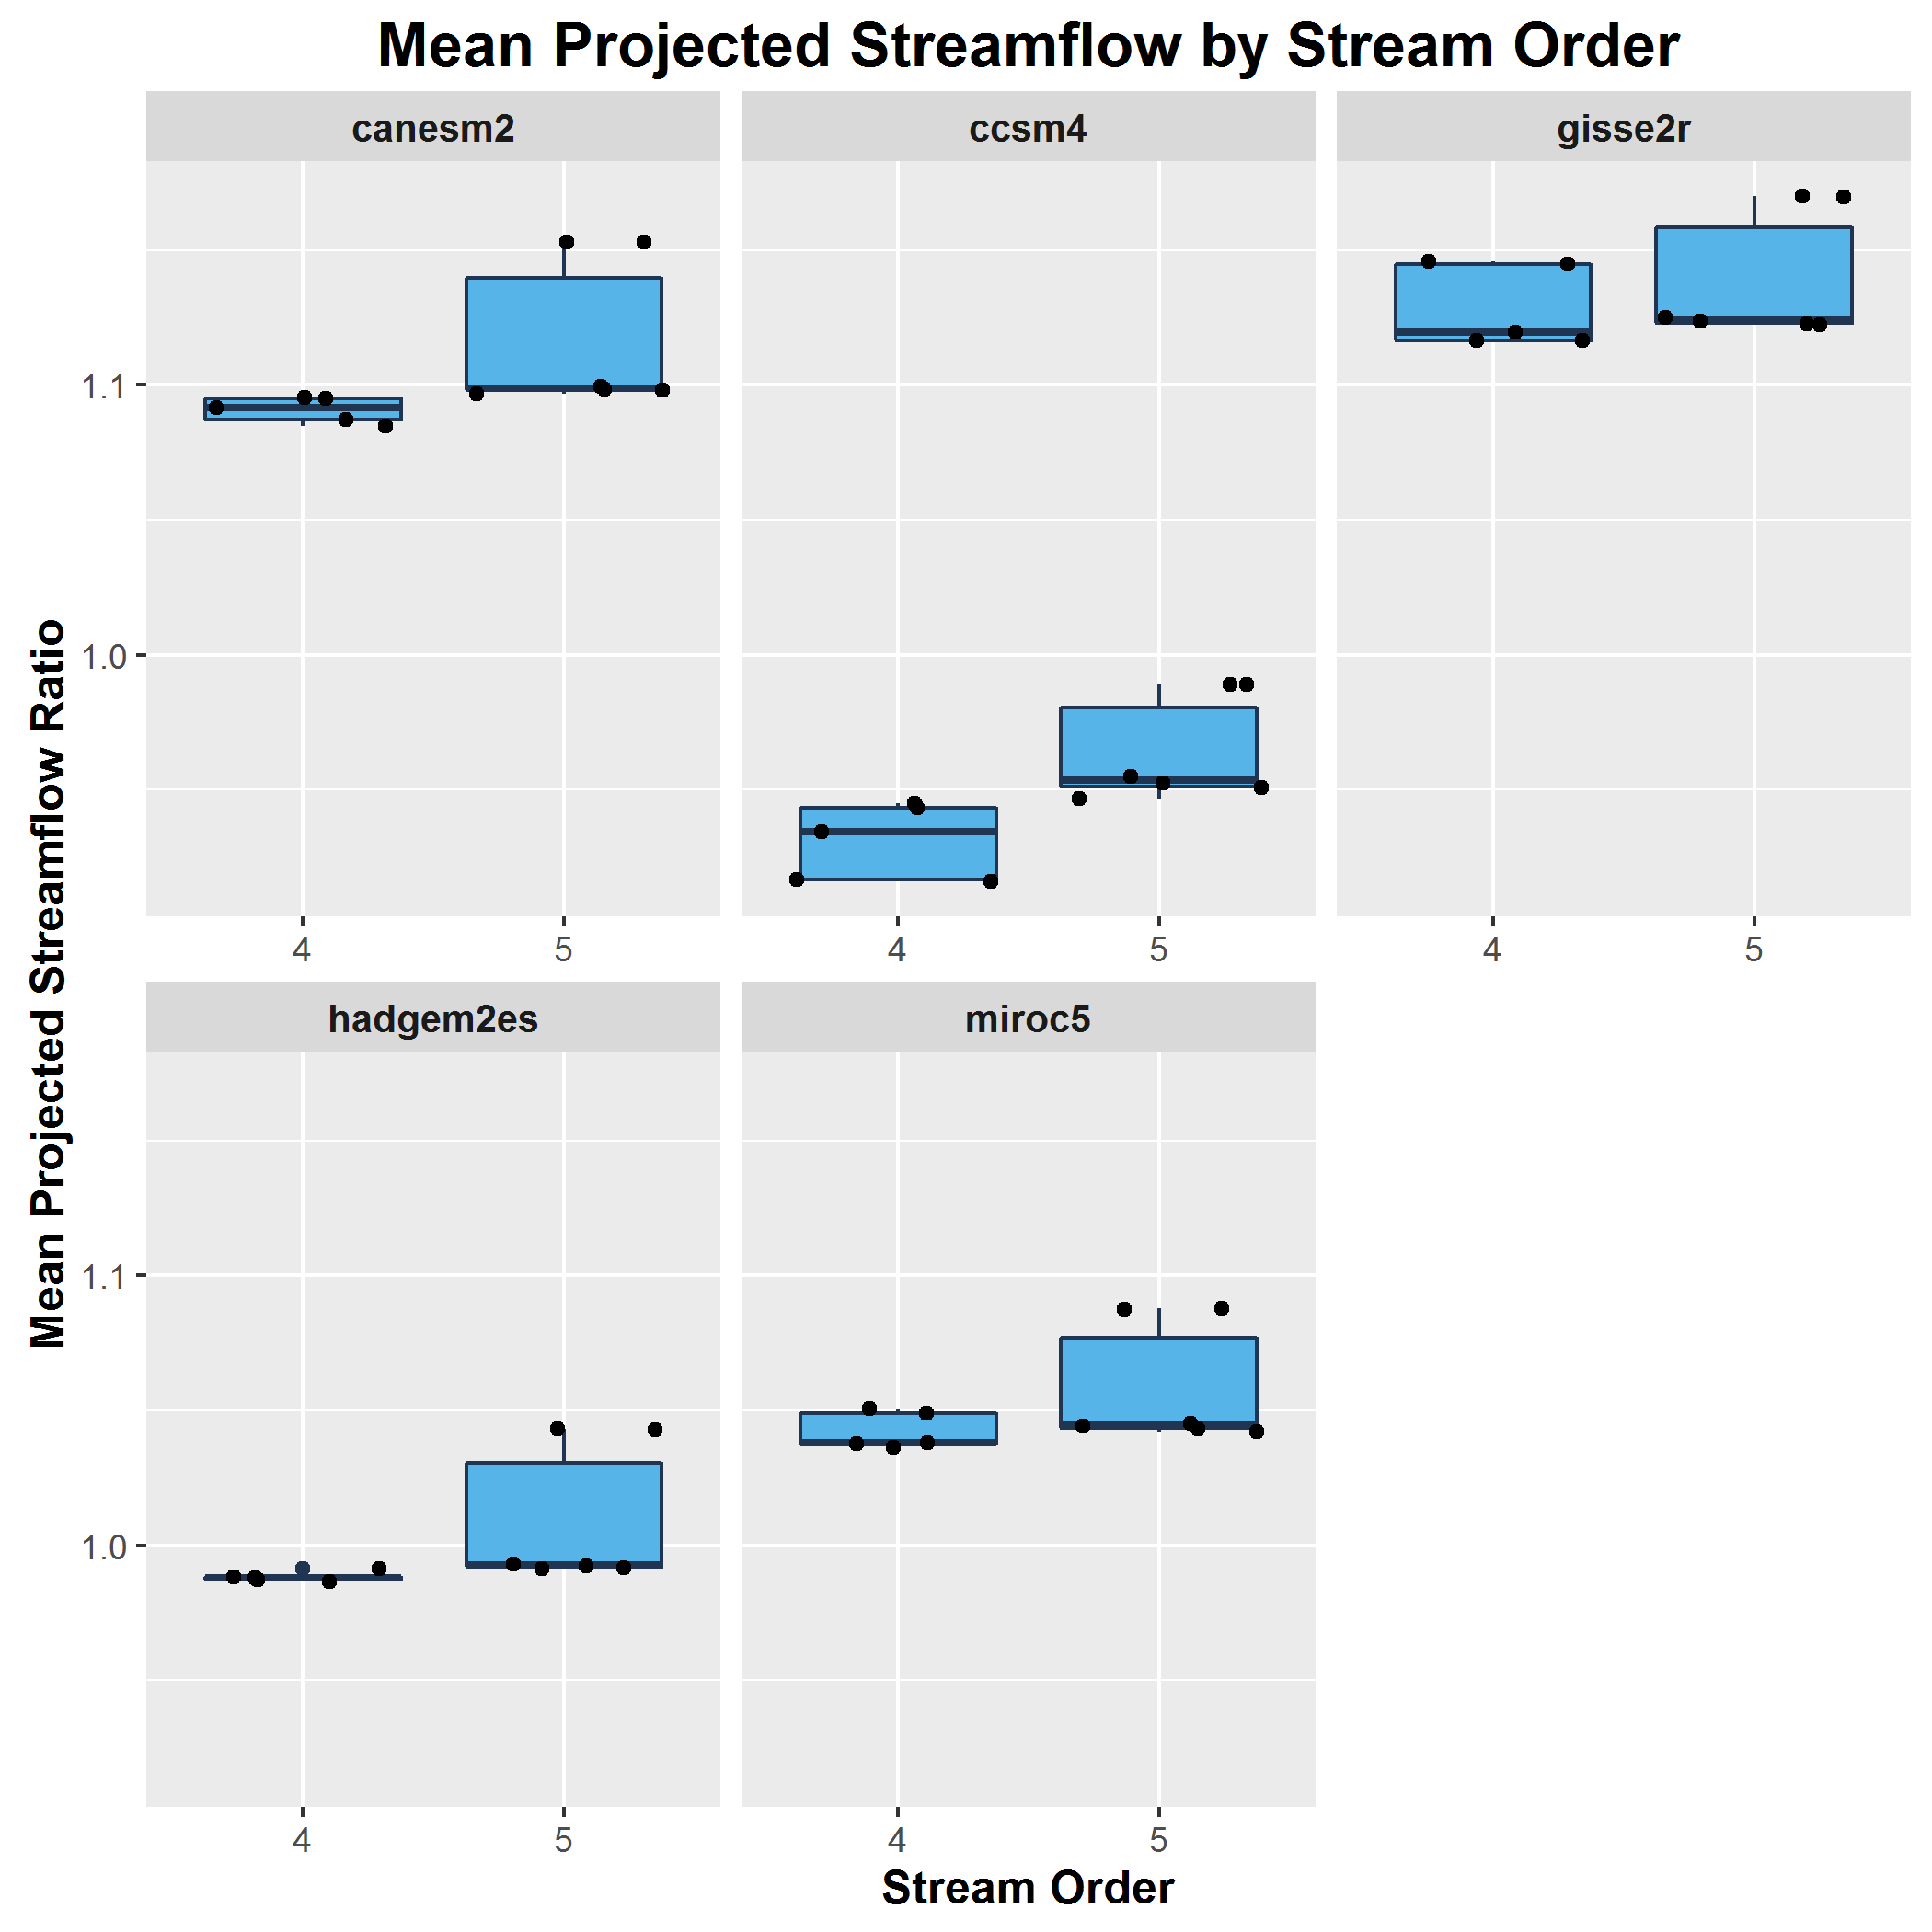 Mean Projected Streamflow by Stream Order
canesm2
ccsm4
gisse2r
1.1
1.0
4
5
4
5
4
5
Mean Projected Streamflow Ratio
hadgem2es
miroc5
1.1
1.0
4
5
4
5
Stream Order